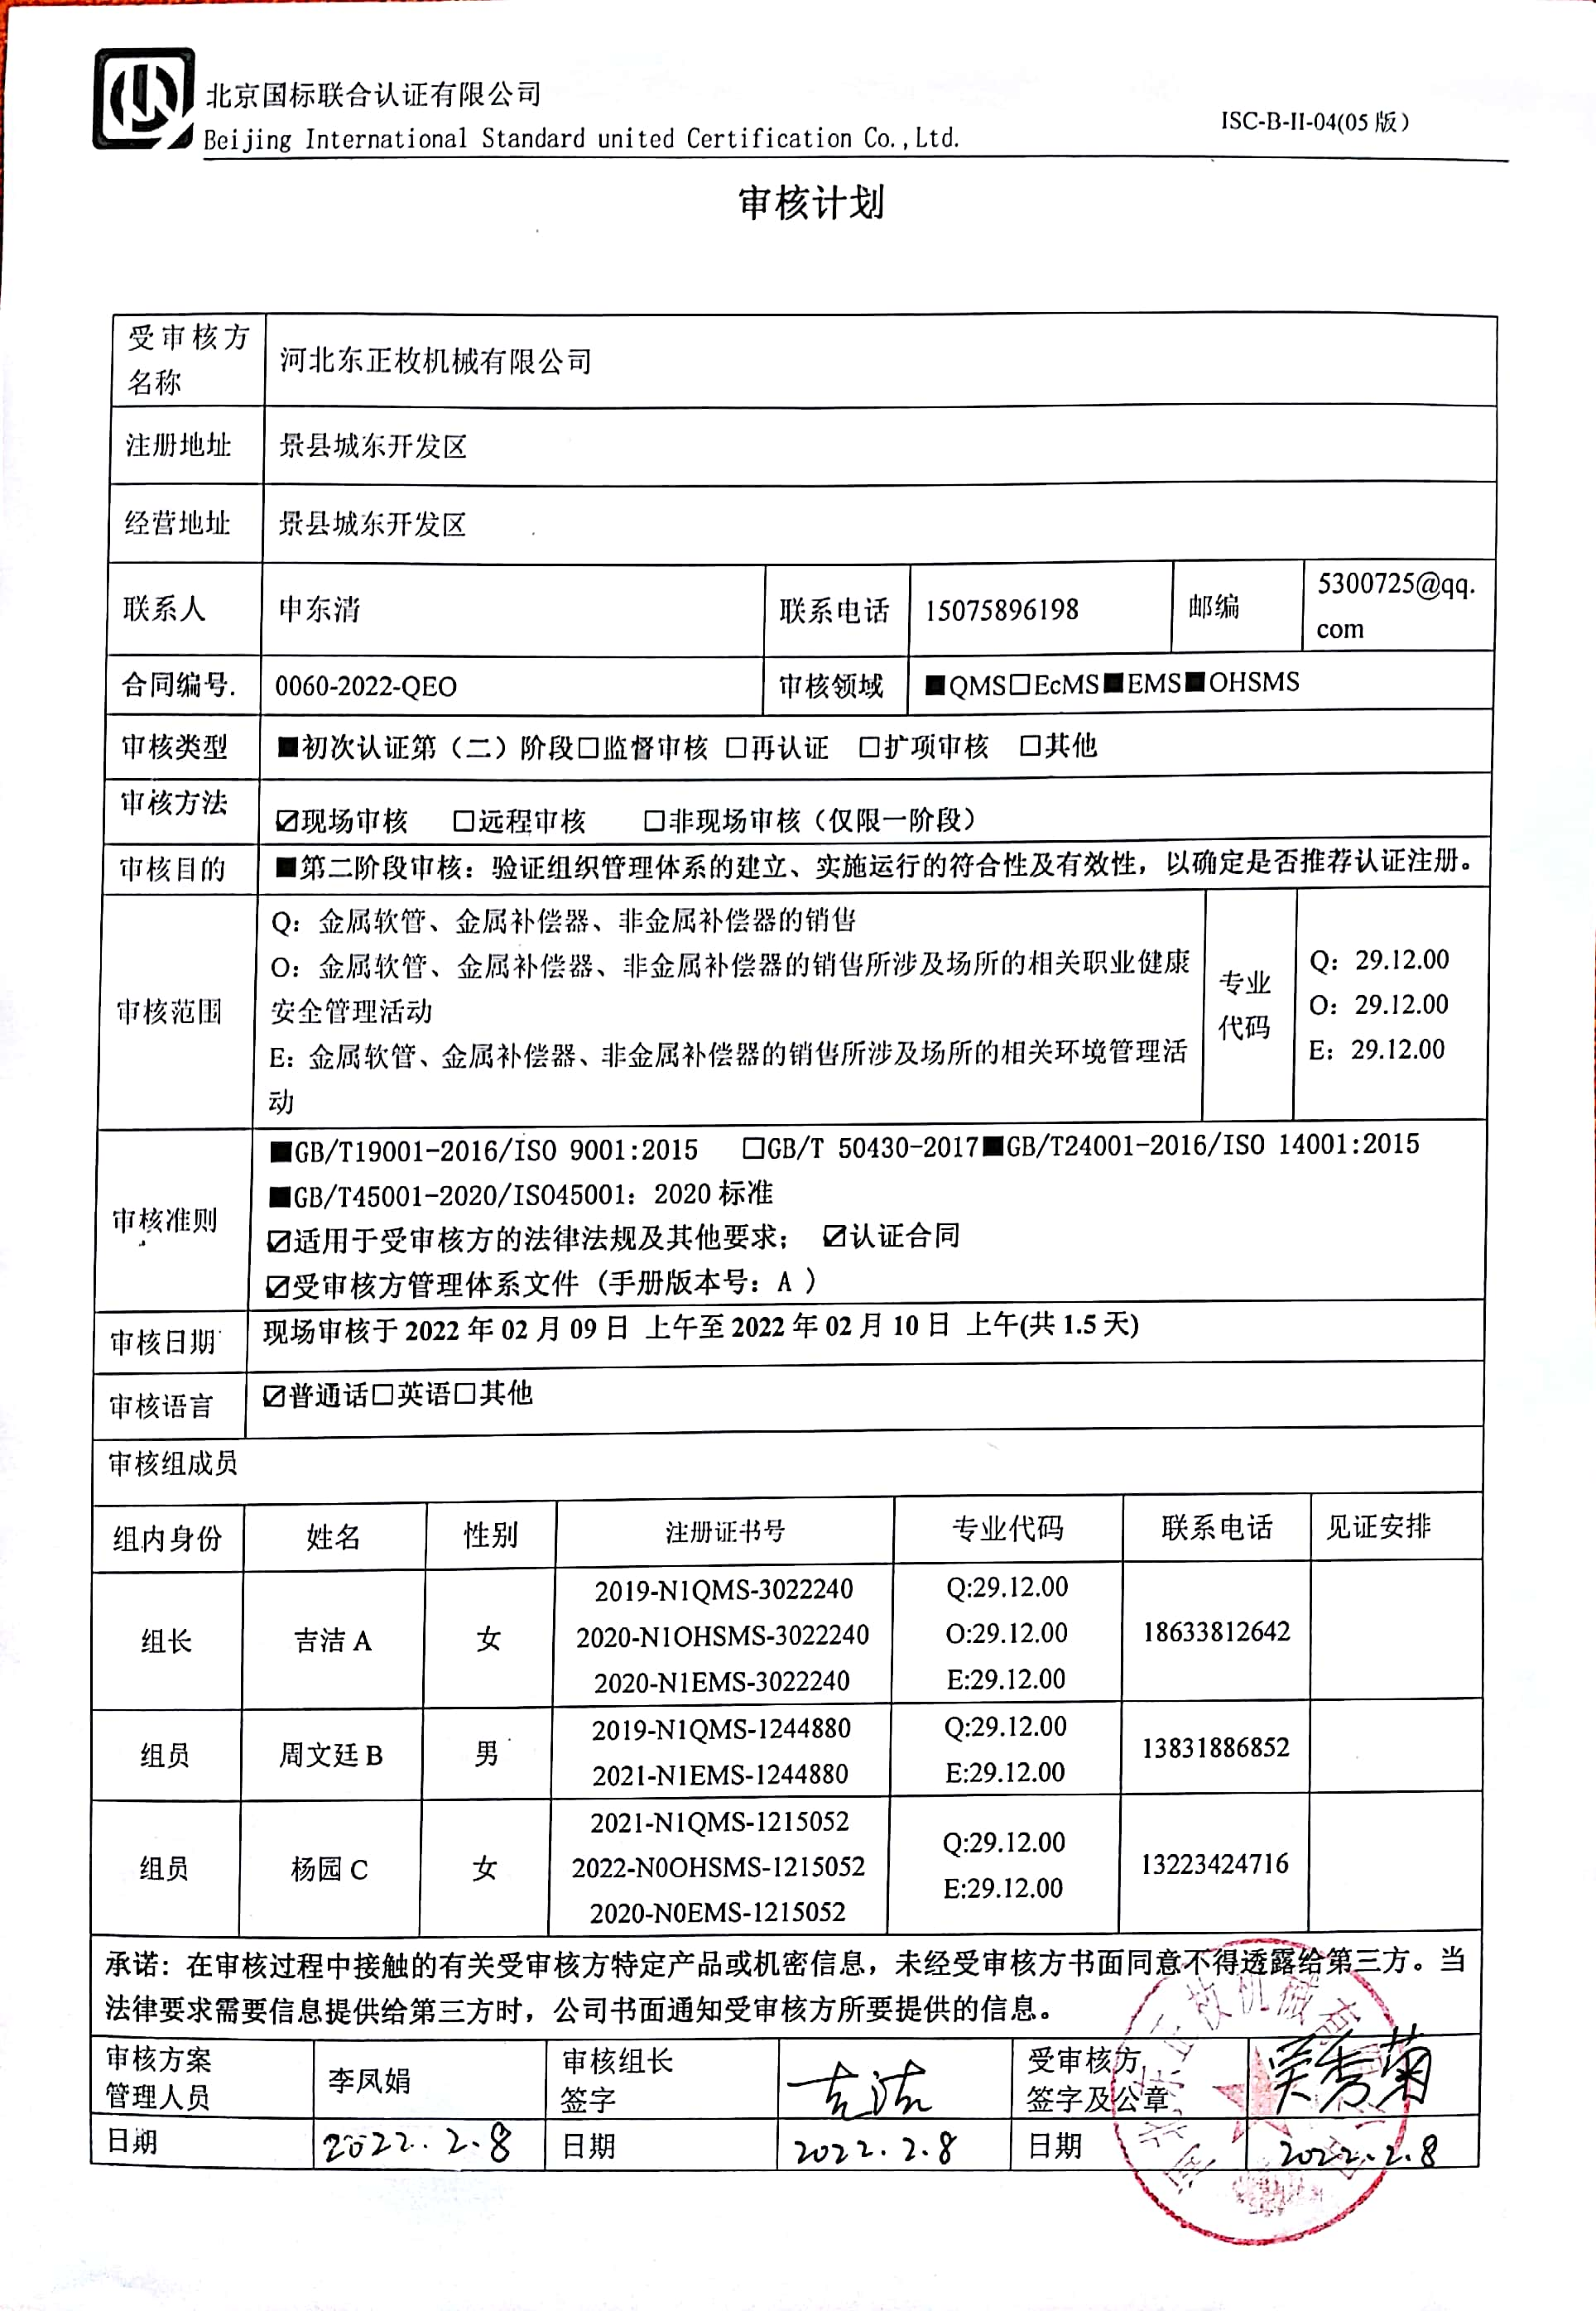 北京国标联合认证有限公司
Beijing International Standard united Certification Co.,Ltd.
ISC-B-II-04(05 版)
审核计划
受审核方
名称
河北东正枚机械有限公司
注册地址
景县城东开发区
经营地址
景县城东开发区
联系人
申东清
联系电话
15075896198
邮编
5300725@qq.
com
合同编号.
0060-2022-QEO
审核领域
■QMS□EcMS■EMS■OHSMS
审核类型
■初次认证第（二）阶段□监督审核 □再认证 □扩项审核 □其他
审核方法
☑现场审核 □远程审核 □非现场审核（仅限一阶段）
审核目的
■第二阶段审核：验证组织管理体系的建立、实施运行的符合性及有效性，以确定是否推荐认证注册。
审核范围
Q：金属软管、金属补偿器、非金属补偿器的销售
O：金属软管、金属补偿器、非金属补偿器的销售所涉及场所的相关职业健康
安全管理活动
E：金属软管、金属补偿器、非金属补偿器的销售所涉及场所的相关环境管理活
动
专业
代码
Q：29.12.00
O：29.12.00
E：29.12.00
审核准则
■GB/T19001-2016/ISO 9001:2015 □GB/T 50430-2017■GB/T24001-2016/ISO 14001:2015
■GB/T45001-2020/ISO45001：2020 标准
☑适用于受审核方的法律法规及其他要求； ☑认证合同
☑受审核方管理体系文件（手册版本号：A ）
审核日期
现场审核于 2022 年 02 月 09 日 上午至 2022 年 02 月 10 日 上午(共 1.5 天)
审核语言
☑普通话□英语□其他
审核组成员
组内身份 姓名 性别 注册证书号 专业代码 联系电话 见证安排
组长
吉洁 A
女
2019-N1QMS-3022240
2020-N1OHSMS-3022240
2020-N1EMS-3022240
Q:29.12.00
O:29.12.00
E:29.12.00
18633812642
组员
周文廷 B
男
2019-N1QMS-1244880
2021-N1EMS-1244880
Q:29.12.00
E:29.12.00
13831886852
组员
杨园 C
女
2021-N1QMS-1215052
2022-N0OHSMS-1215052
2020-N0EMS-1215052
Q:29.12.00
E:29.12.00
13223424716
承诺：在审核过程中接触的有关受审核方特定产品或机密信息，未经受审核方书面同意不得透露给第三方。当
法律要求需要信息提供给第三方时，公司书面通知受审核方所要提供的信息。
审核方案
管理人员
李凤娟
审核组长
签字
吉洁
受审核方
签字及公章
吴秀菊
日期
2022.2.8
日期
2022.2.8
日期
2022.2.8